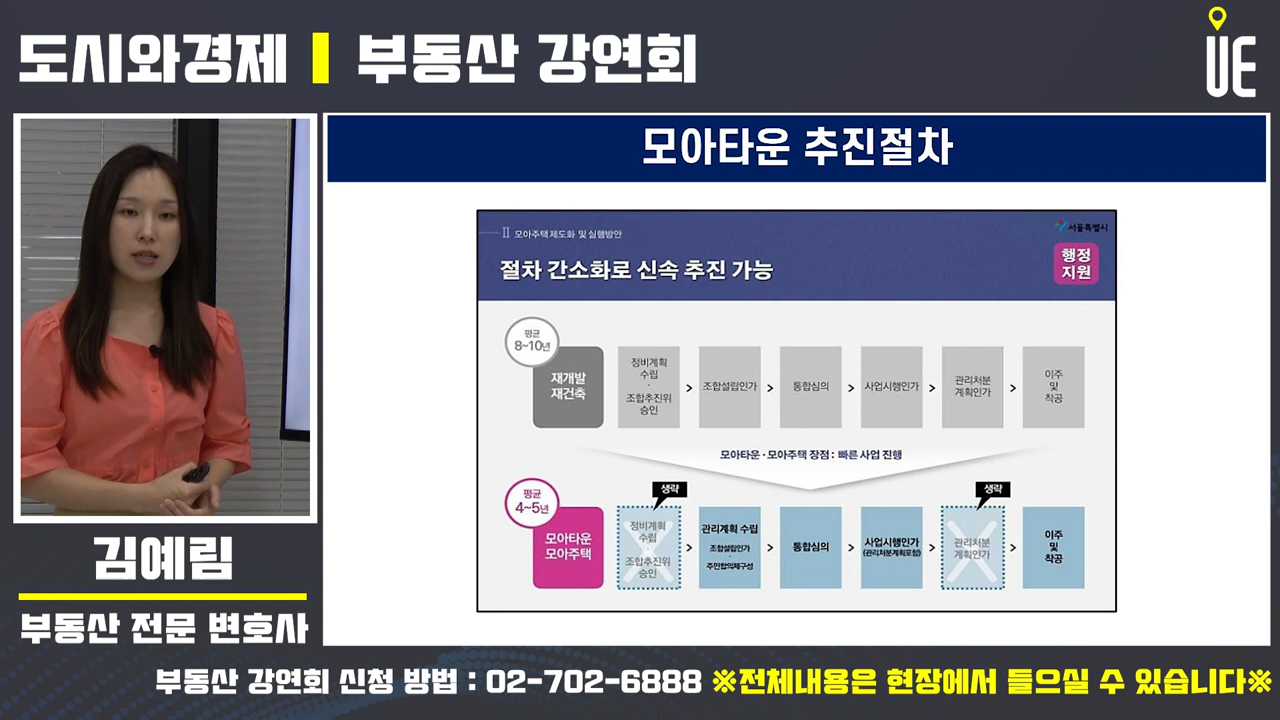 도시와경제 부동산 강연회
UE
모아타운 추진절차
Ⅱ 모아주택 제도화 및 실행방안
서울특별시
절차 간소화로 신속 추진 가능
행정
지원
평균
8~10년
재개발
재건축
정비계획
수립
·
조합추진위
승인
>
조합설립인가
>
통합심의
>
사업시행인가
>
관리처분
계획인가
>
이주
및
착공
모아타운·모아주택 장점 : 빠른 사업 진행
평균
4~5년
모아타운
모아주택
생략
정비계획
수립
·
조합추진위
승인
>
관리계획 수립
조합설립인가
·
주민합의체구성
>
통합심의
>
사업시행인가
(관리처분계획포함)
>
생략
관리처분
계획인가
>
이주
및
착공
김예림
부동산 전문 변호사
부동산 강연회 신청 방법 : 02-702-6888 ※전체내용은 현장에서 들으실 수 있습니다※